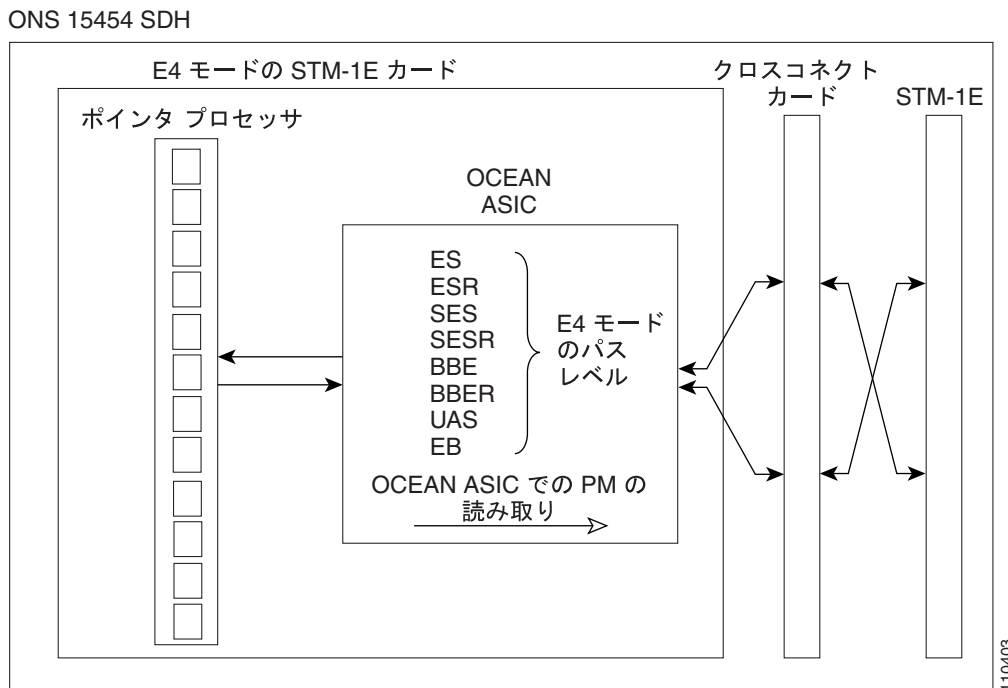 ONS 15454 SDH
E4 モードの STM-1E カード
クロスコネクト
カード
STM-1E
ポインタ プロセッサ
OCEAN
ASIC
ES
ESR
SES
SESR
BBE
BBER
UAS
EB
E4 モード
のパス
レベル
OCEAN ASIC での PM の
読み取り
110403